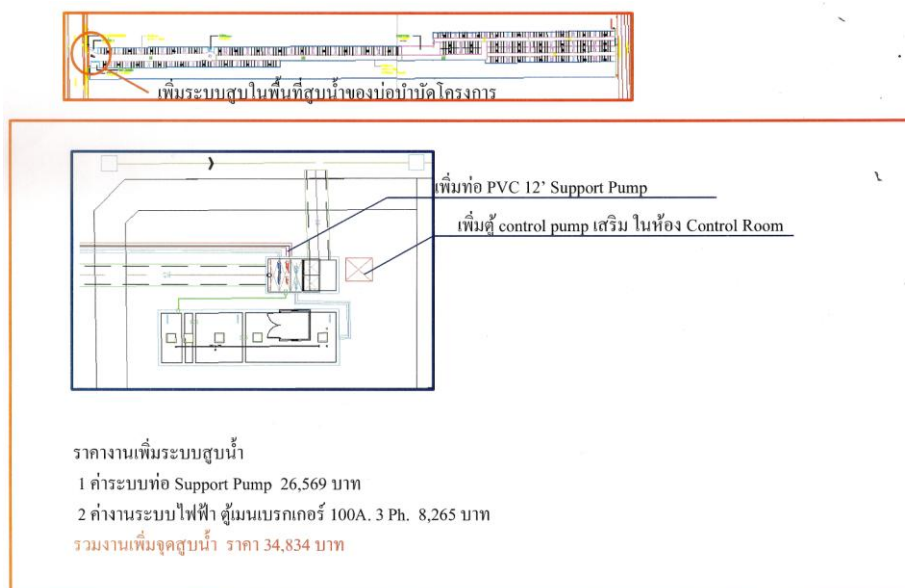 เพิ่มระบบสูบในพื้นที่สูบน้ำของบ่อบำบัดโครงการ
เพิ่มท่อ PVC 12' Support Pump
เพิ่มตู้ control pump เสริม ในห้อง Control Room
ราคางานเพิ่มระบบสูบน้ำ
1 ค่าระบบท่อ Support Pump 26,569 บาท
2 ค่างานระบบไฟฟ้า ตู้เมนเบรกเกอร์ 100A. 3 Ph. 8,265 บาท
รวมงานเพิ่มจุดสูบน้ำ ราคา 34,834 บาท